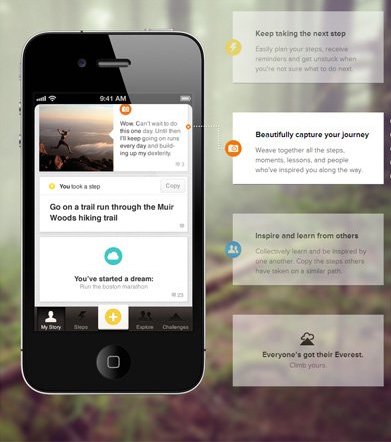 9:41 AM
Wow. Can't wait to do
this one day. Until then
I'll keep going on runs
every day and build-
ing up my dexterity.
3
You took a step
Copy
Go on a trail run through the Muir
Woods hiking trail
You've started a dream:
Run the boston marathon
23
My Story
Steps
Explore
Challenges
Keep taking the next step
Easily plan your steps, receive
reminders and get unstuck when
you're not sure what to do next.
Beautifully capture your journey
Weave together all the steps,
moments, lessons, and people
who've inspired you along the way.
Inspire and learn from others
Collectively learn and be inspired by
one another. Copy the steps others
have taken on a similar path.
Everyone's got their Everest.
Climb yours.